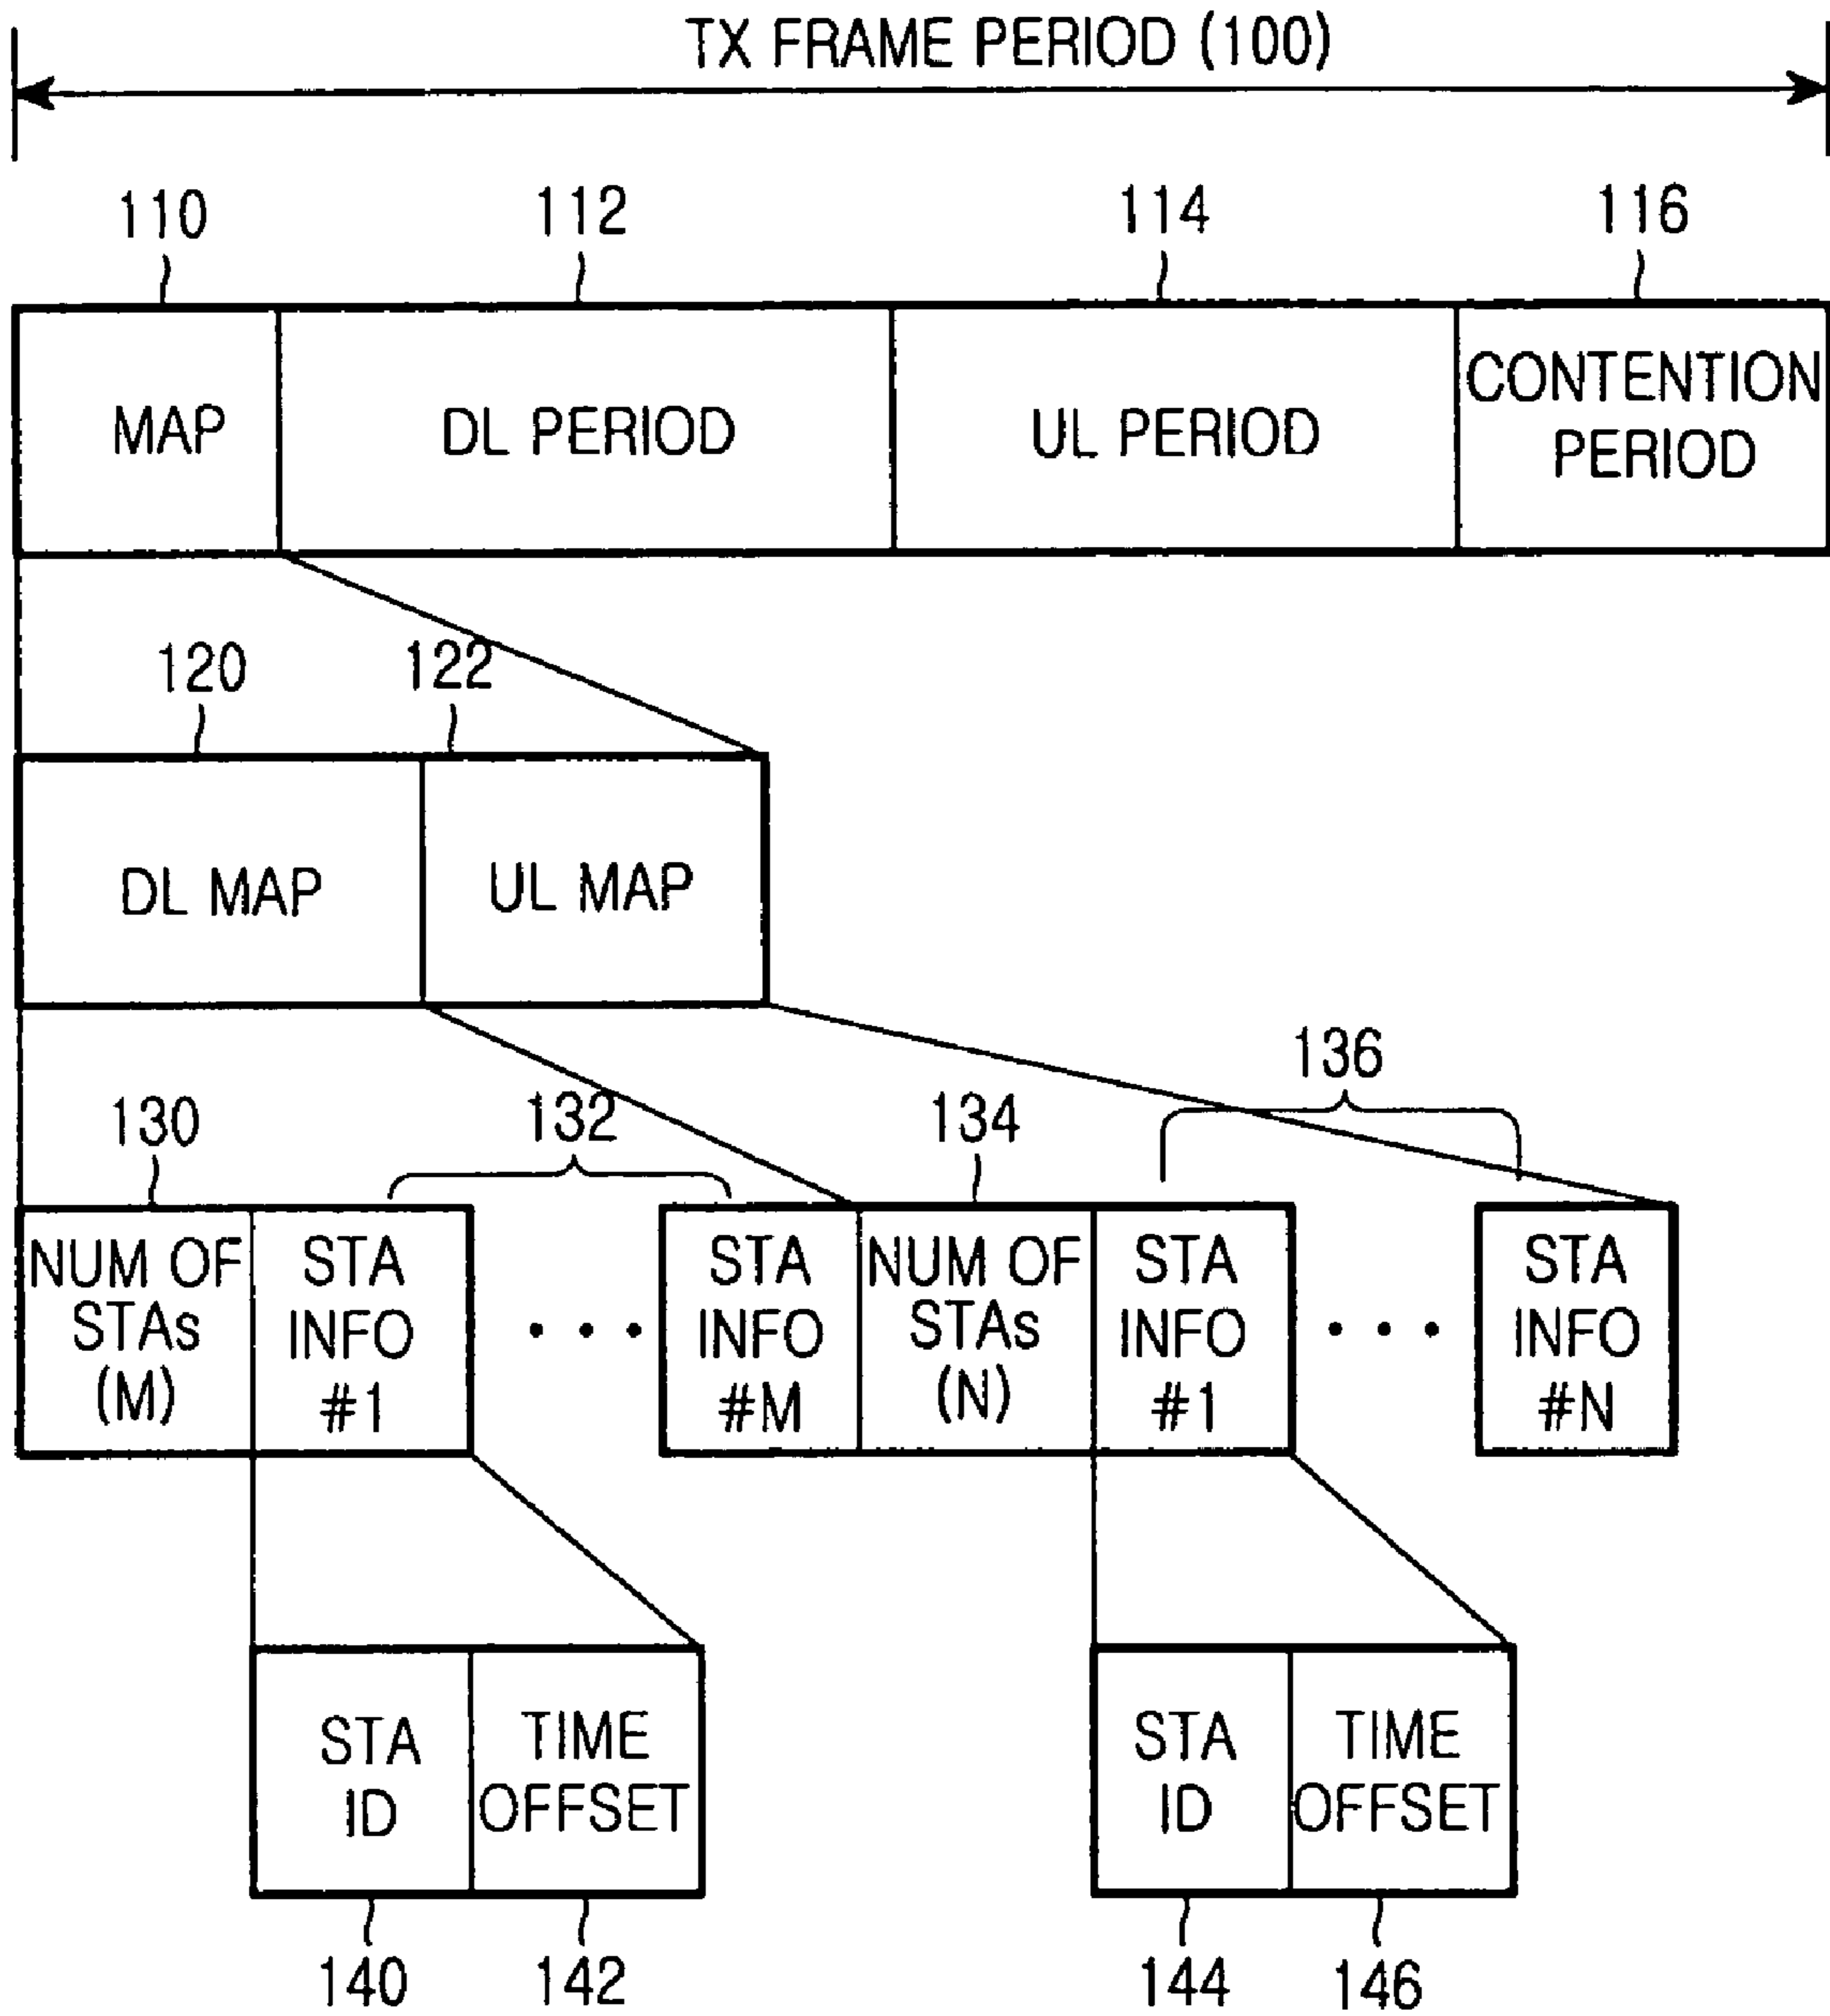 TX FRAME PERIOD (100)
110
112
114
116
MAP
DL PERIOD
UL PERIOD
CONTENTION
PERIOD
120
122
DL MAP
UL MAP
136
130
132
134
NUM OF
STAs
(M)
STA
INFO
#1
• • •
STA
INFO
#M
NUM OF
STAs
(N)
STA
INFO
#1
• • •
STA
INFO
#N
STA
ID
TIME
OFFSET
STA
ID
TIME
OFFSET
140
142
144
146